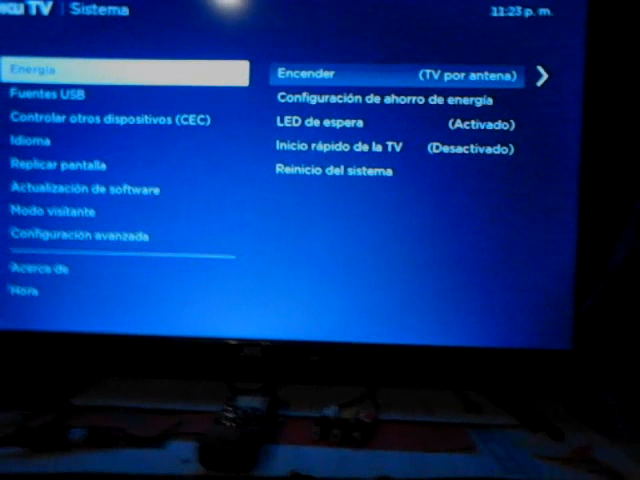 TV | Sistema
11:23 p. m.
Energía
Fuentes USB
Controlar otros dispositivos (CEC)
Idioma
Replicar pantalla
Actualización de software
Modo visitante
Configuración avanzada
Acerca de
Hora
Encender (TV por antena)
Configuración de ahorro de energía
LED de espera (Activado)
Inicio rápido de la TV (Desactivado)
Reinicio del sistema